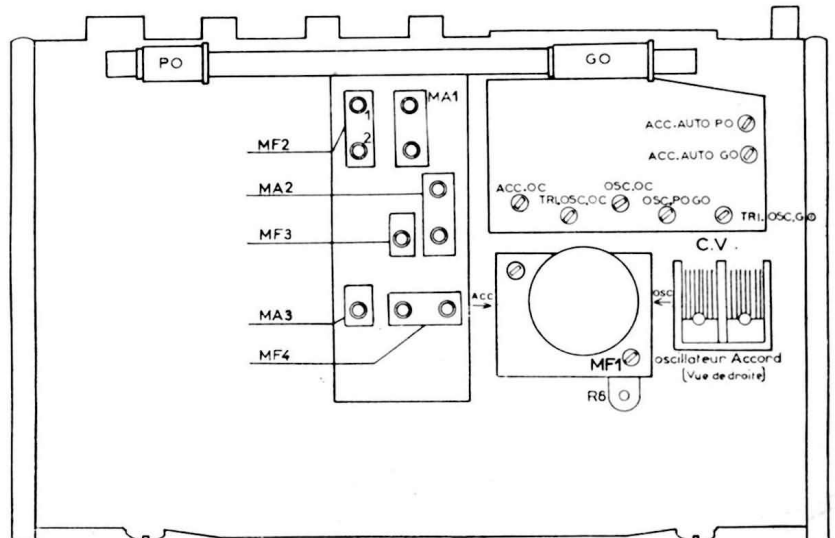 PO
GO
MA1
1
2
MF2
ACC.AUTO PO
ACC.AUTO GO
MA2
ACC.OC
OSC.OC
TRI.OSC.OC
OSC.PO GO
TRI.OSC.GO
MF3
C.V.
ACC
OSC
MA3
MF4
MF1
oscillateur Accord
(Vue de droite)
R6